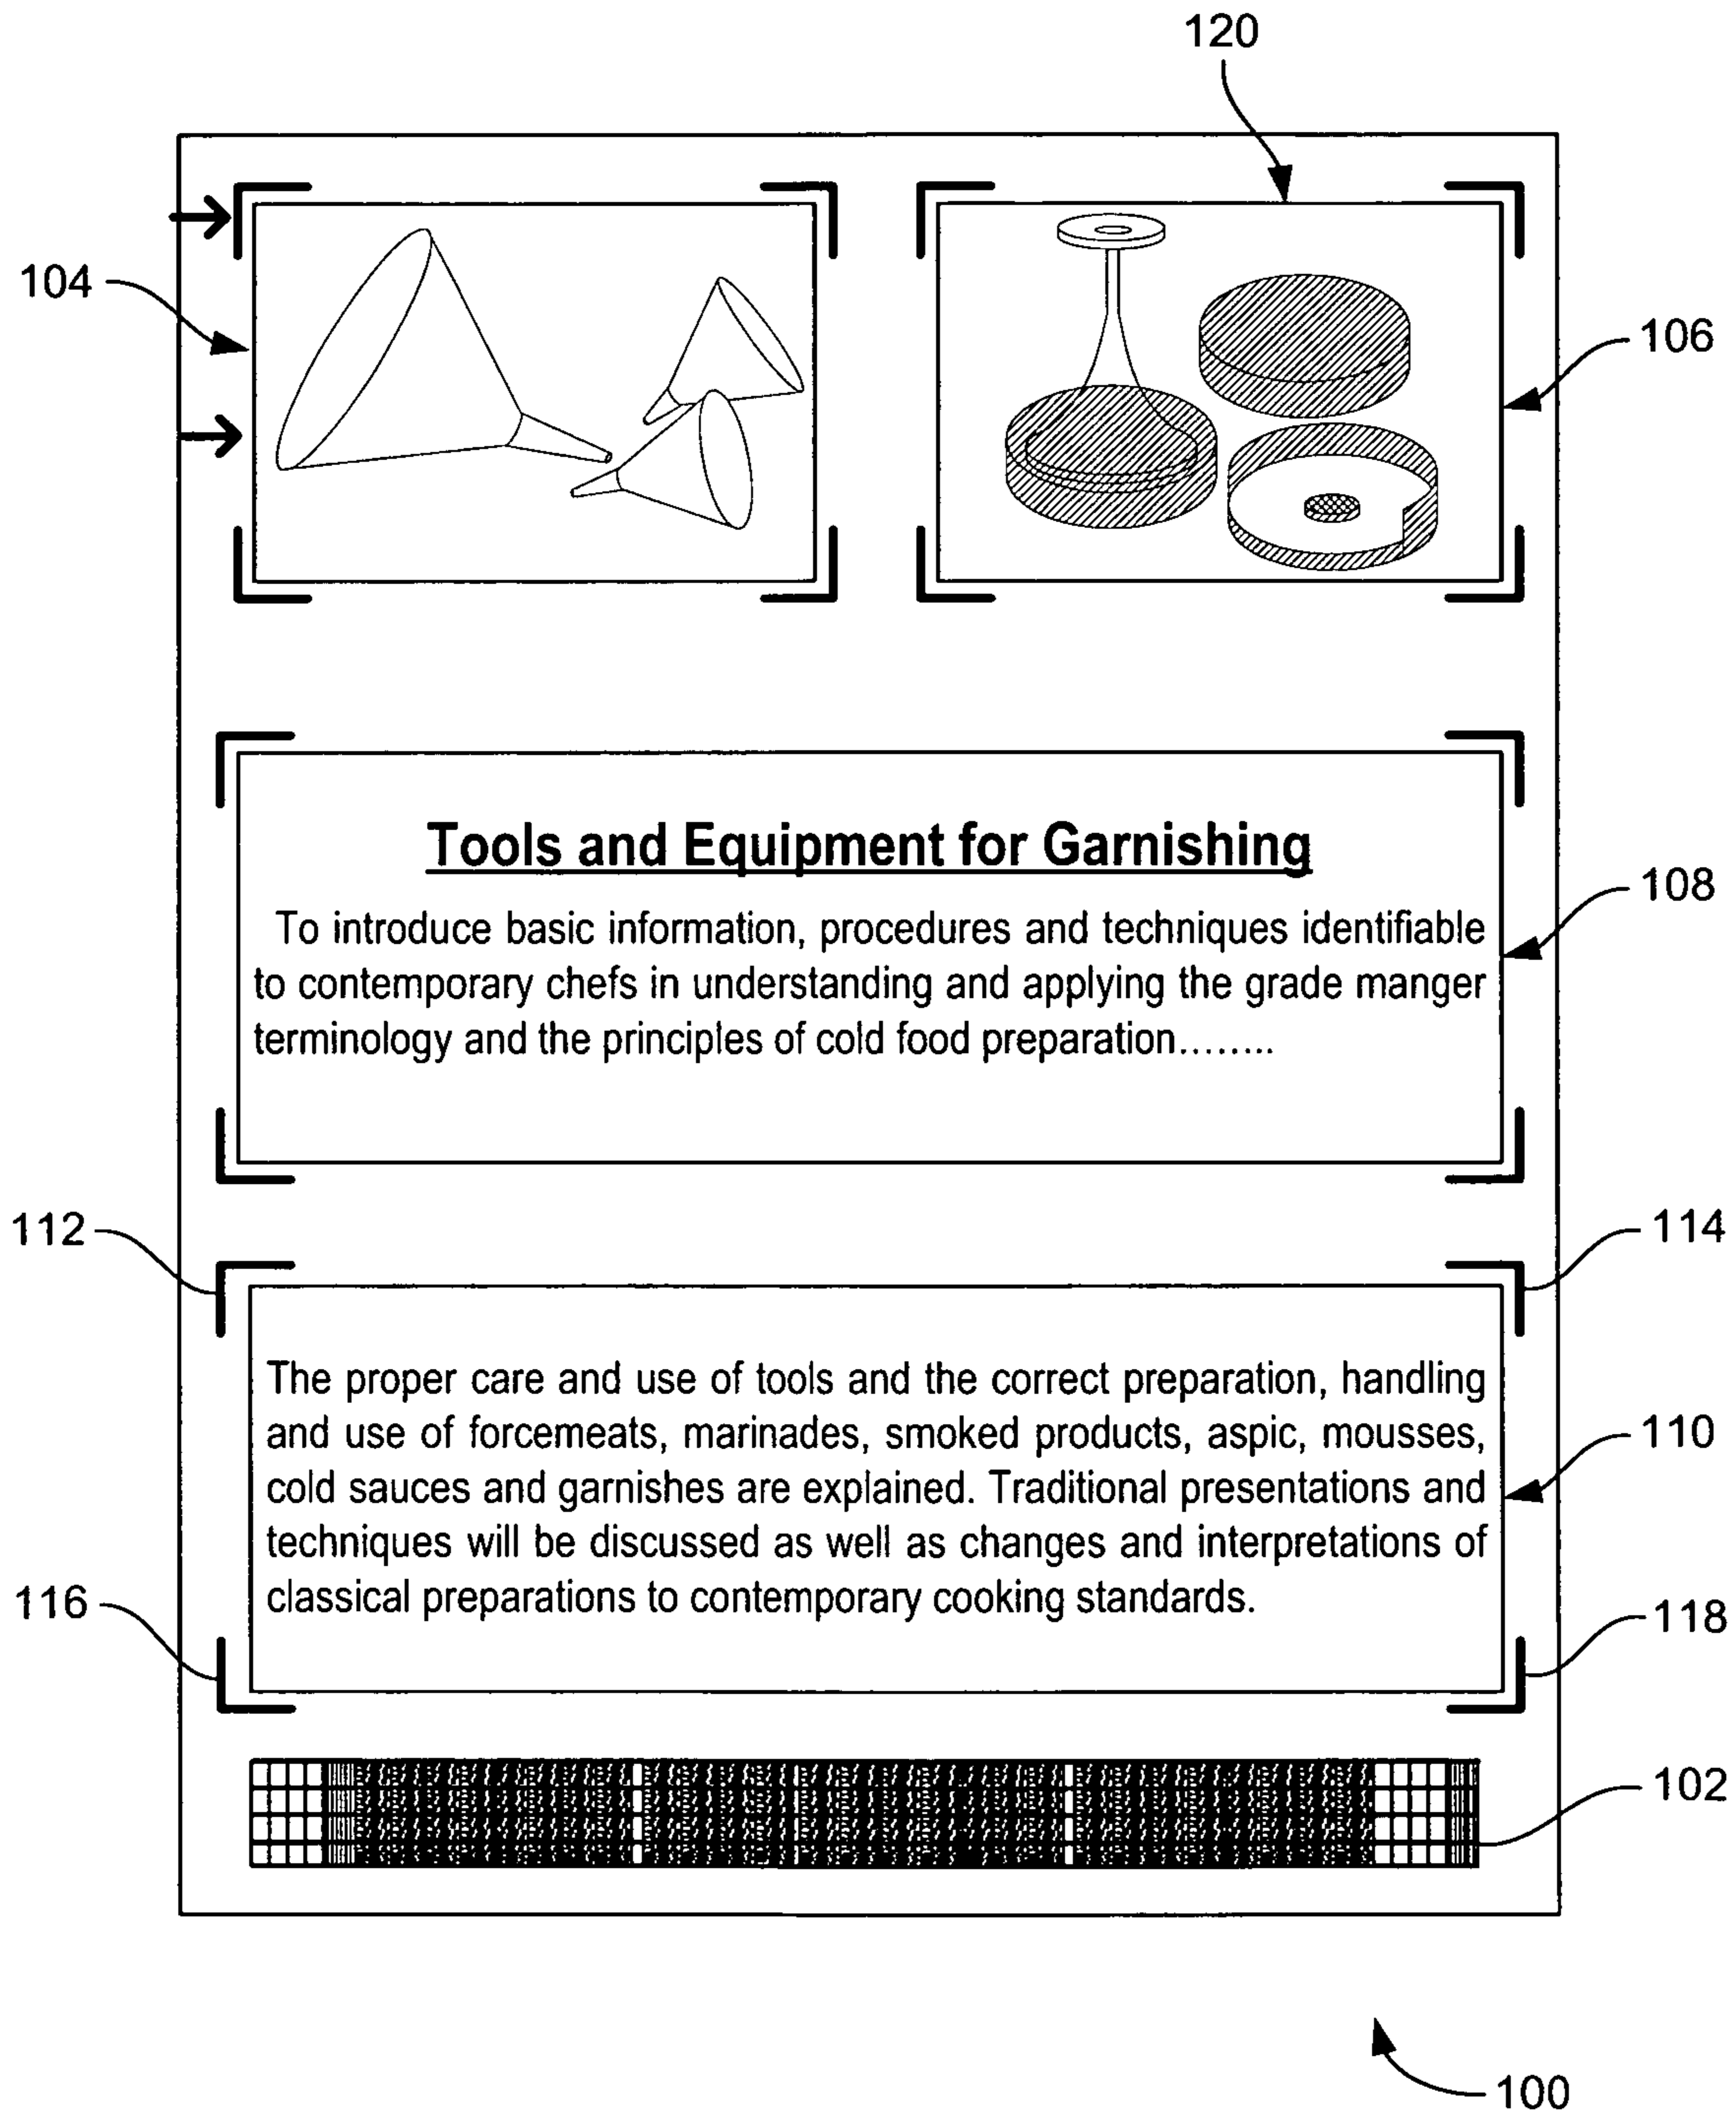 120
104
106
Tools and Equipment for Garnishing
108
To introduce basic information, procedures and techniques identifiable
to contemporary chefs in understanding and applying the grade manger
terminology and the principles of cold food preparation........
112
114
The proper care and use of tools and the correct preparation, handling
and use of forcemeats, marinades, smoked products, aspic, mousses,
110
cold sauces and garnishes are explained. Traditional presentations and
techniques will be discussed as well as changes and interpretations of
classical preparations to contemporary cooking standards.
116
118
102
100